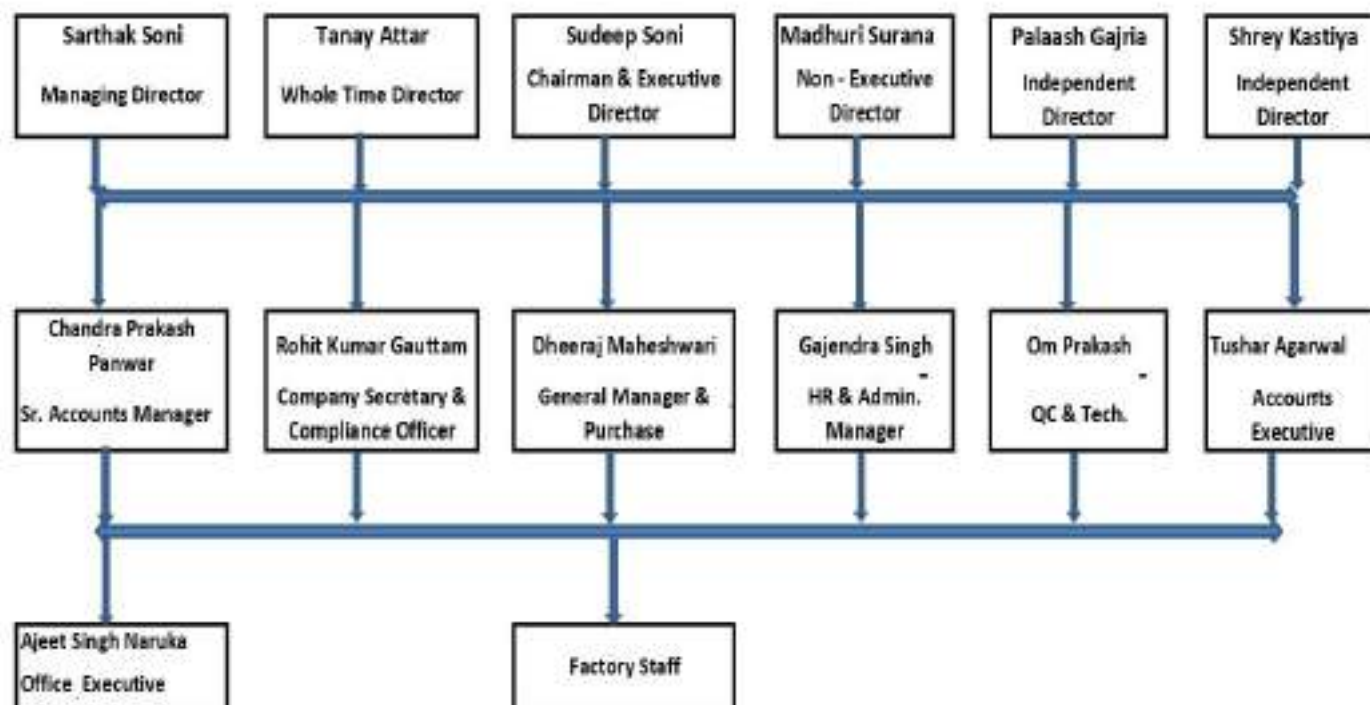 Sarthak Soni
Managing Director
Tanay Attar
Whole Time Director
Sudeep Soni
Chairman & Executive
Director
Madhuri Surana
Non - Executive
Director
Palaash Gajria
Independent
Director
Shrey Kastiya
Independent
Director
Chandra Prakash
Panwar
Sr. Accounts Manager
Rohit Kumar Gauttam
Company Secretary &
Compliance Officer
Dheeraj Maheshwari
General Manager &
Purchase
Gajendra Singh
-
HR & Admin.
Manager
Om Prakash
-
QC & Tech.
Tushar Agarwal
Accounts
Executive
Ajeet Singh Naruka
Office Executive
Factory Staff